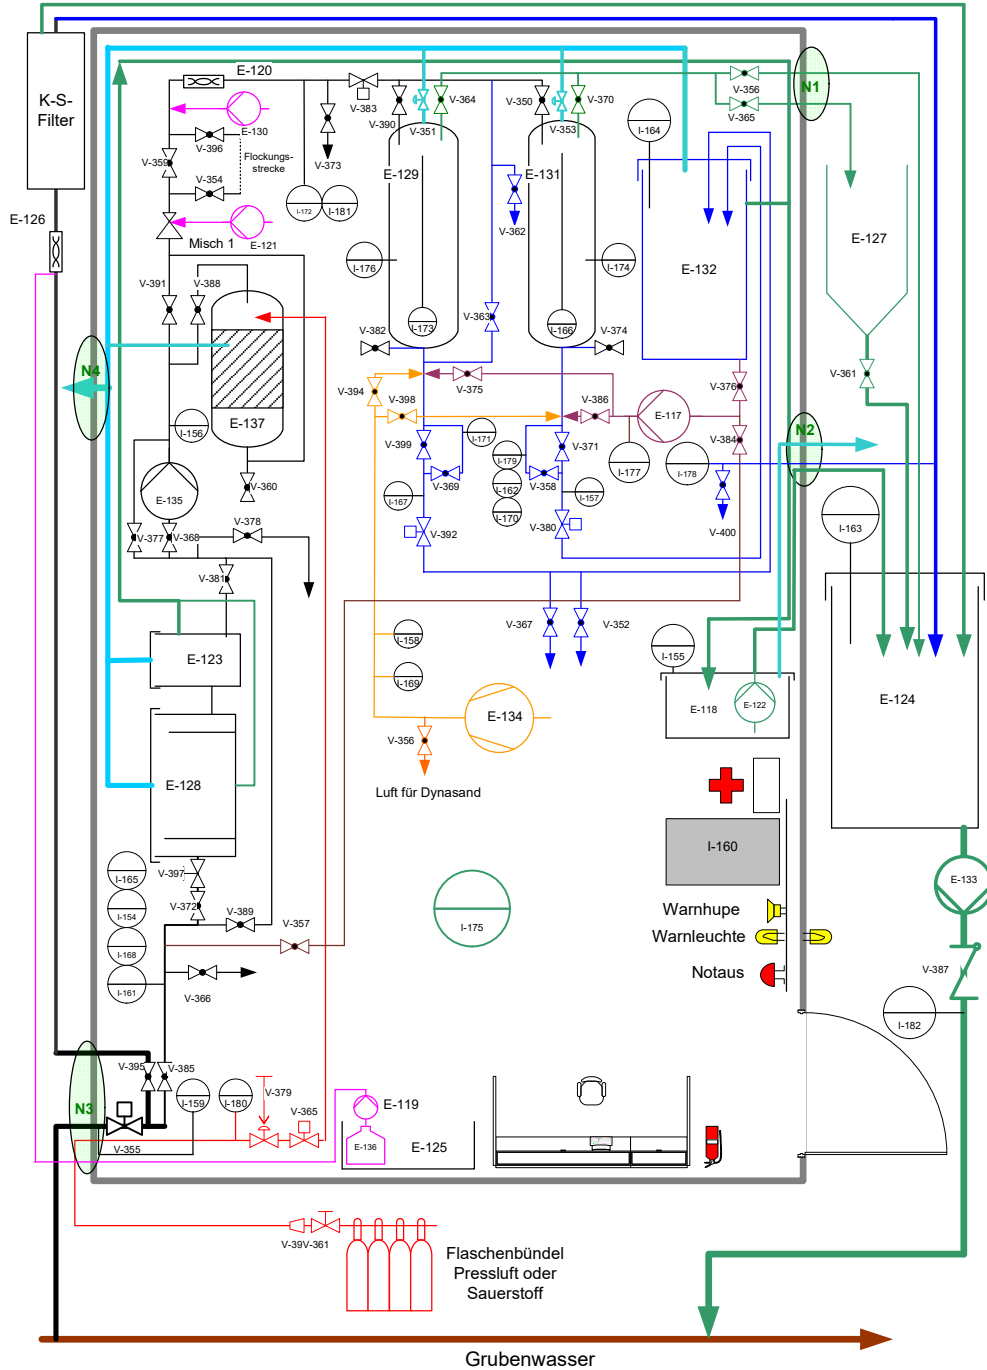 E-120
K-S-
Filter
V-383
V-390
V-351
V-364
V-350
V-353
V-370
V-356
V-365
N1
E-130
V-396
V-359
Flockungs-
strecke
V-373
I-164
V-354
E-129
E-131
I-172
I-181
E-126
V-362
E-121
Misch 1
E-127
I-176
I-174
E-132
V-391
V-388
I-173
V-363
I-166
V-382
V-374
N4
V-361
V-394
V-375
V-376
V-398
V-386
E-117
E-137
I-156
I-171
N2
V-384
V-399
V-371
I-179
I-177
I-178
V-369
I-162
V-358
V-360
E-135
I-167
I-157
I-170
V-378
V-377
V-368
V-392
V-380
V-400
I-163
V-381
V-367
V-352
I-158
E-123
I-155
I-169
E-118
E-122
E-124
E-134
V-356
E-128
Luft für Dynasand
I-160
I-165
V-397
E-133
V-372
I-154
V-389
V-357
Warnhupe
I-175
Warnleuchte
I-168
Notaus
V-387
I-161
V-366
I-182
V-395
V-385
N3
I-159
I-180
V-379
V-365
E-119
V-355
E-136
E-125
V-39V-361
Flaschenbündel
Pressluft oder
Sauerstoff
Grubenwasser